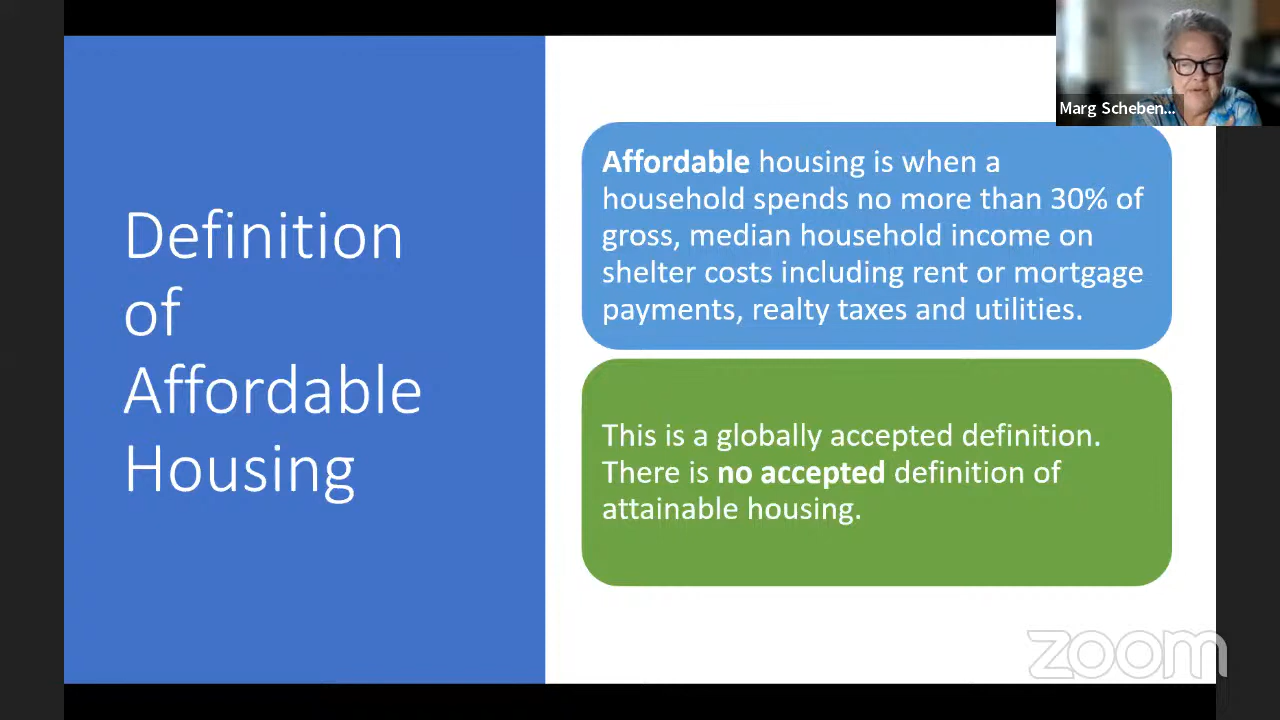 Marg Scheben...
Definition
of
Affordable
Housing
Affordable housing is when a
household spends no more than 30% of
gross, median household income on
shelter costs including rent or mortgage
payments, realty taxes and utilities.
This is a globally accepted definition.
There is no accepted definition of
attainable housing.
zoom